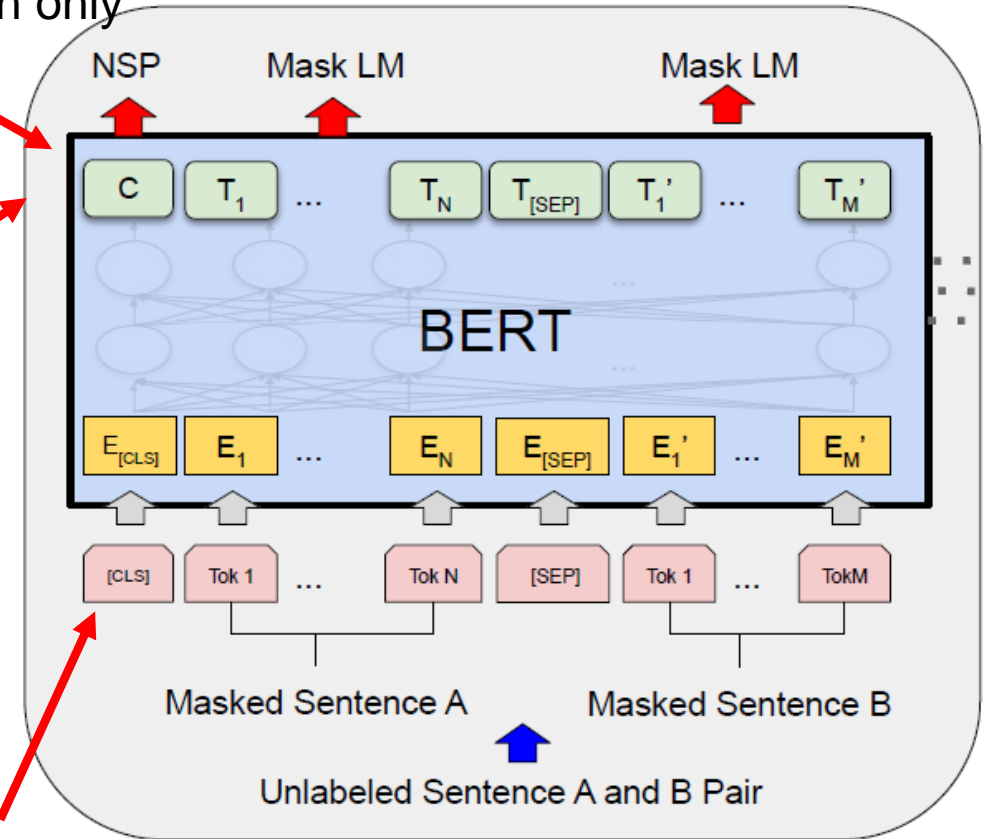 n only
NSP Mask LM Mask LM
C T1 ... TN T[SEP] T1' ... TM'
...
BERT
...
E[CLS] E1 ... EN E[SEP] E1' ... EM'
[CLS] Tok 1 ... Tok N [SEP] Tok 1 ... TokM
Masked Sentence A Masked Sentence B
Unlabeled Sentence A and B Pair